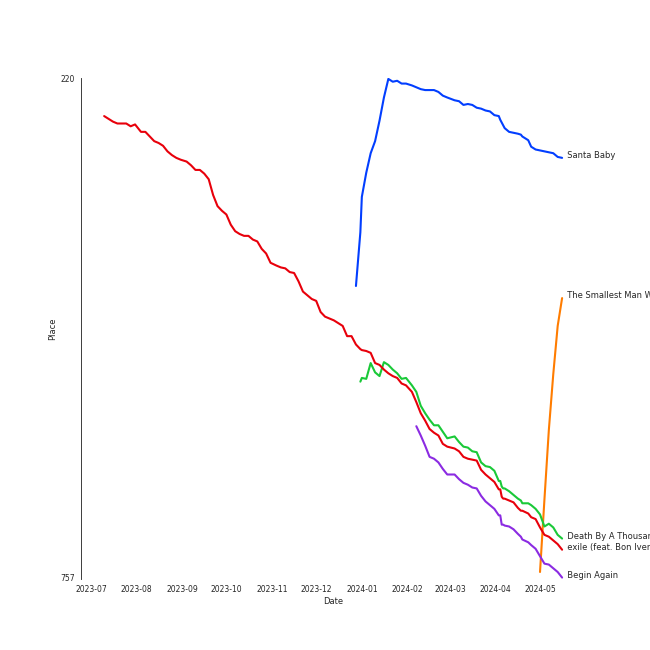 220
Santa Baby
The Smallest Man W
Place
Death By A Thousan
exile (feat. Bon Iver
Begin Again
757
2023-07 2023-08 2023-09 2023-10 2023-11 2023-12 2024-01 2024-02 2024-03 2024-04 2024-05
Date